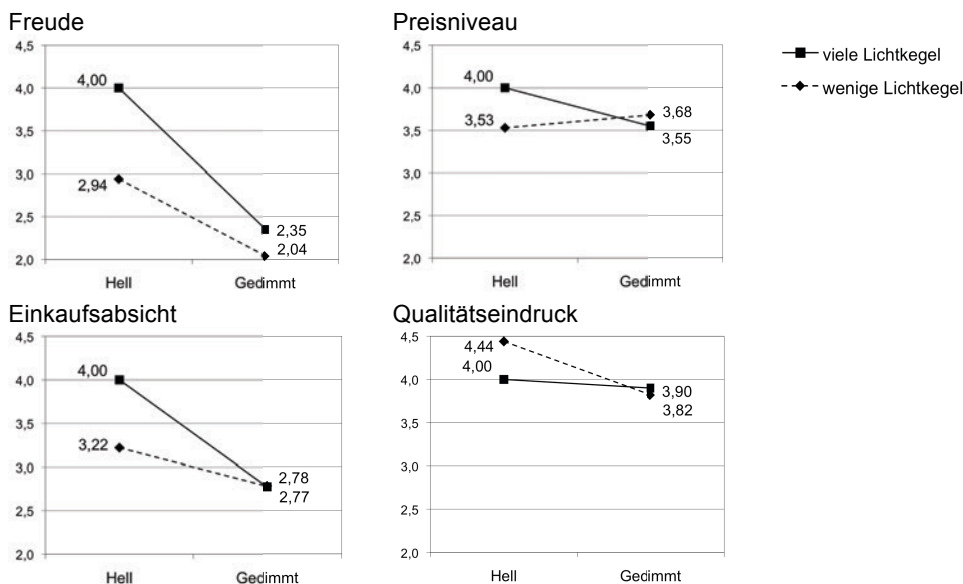 Freude
4,5
4,0
3,5
3,0
2,5
2,0
4,00
2,94
2,35
2,04
Hell
Gedimmt
Preisniveau
4,5
4,0
3,5
3,0
2,5
2,0
4,00
3,53
3,68
3,55
Hell
Gedimmt
viele Lichtkegel
wenige Lichtkegel
Einkaufsabsicht
4,5
4,0
3,5
3,0
2,5
2,0
4,00
3,22
2,78
2,77
Hell
Gedimmt
Qualitätseindruck
4,5
4,0
3,5
3,0
2,5
2,0
4,44
4,00
3,90
3,82
Hell
Gedimmt